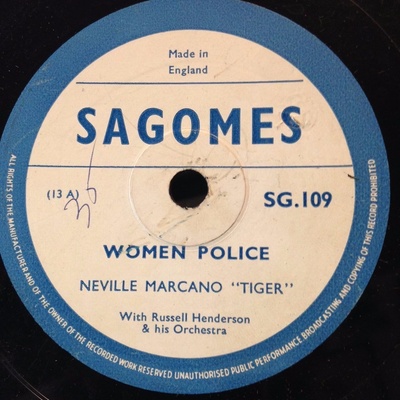 Made in
England
SAGOMES
(13 A)
SG.109
WOMEN POLICE
NEVILLE MARCANO "TIGER"
With Russell Henderson
& his Orchestra
ALL RIGHTS OF THE MANUFACTURER AND OF THE OWNER OF THE RECORDED WORK RESERVED UNAUTHORISED PUBLIC PERFORMANCE BROADCASTING AND COPYING OF THIS RECORD PROHIBITED